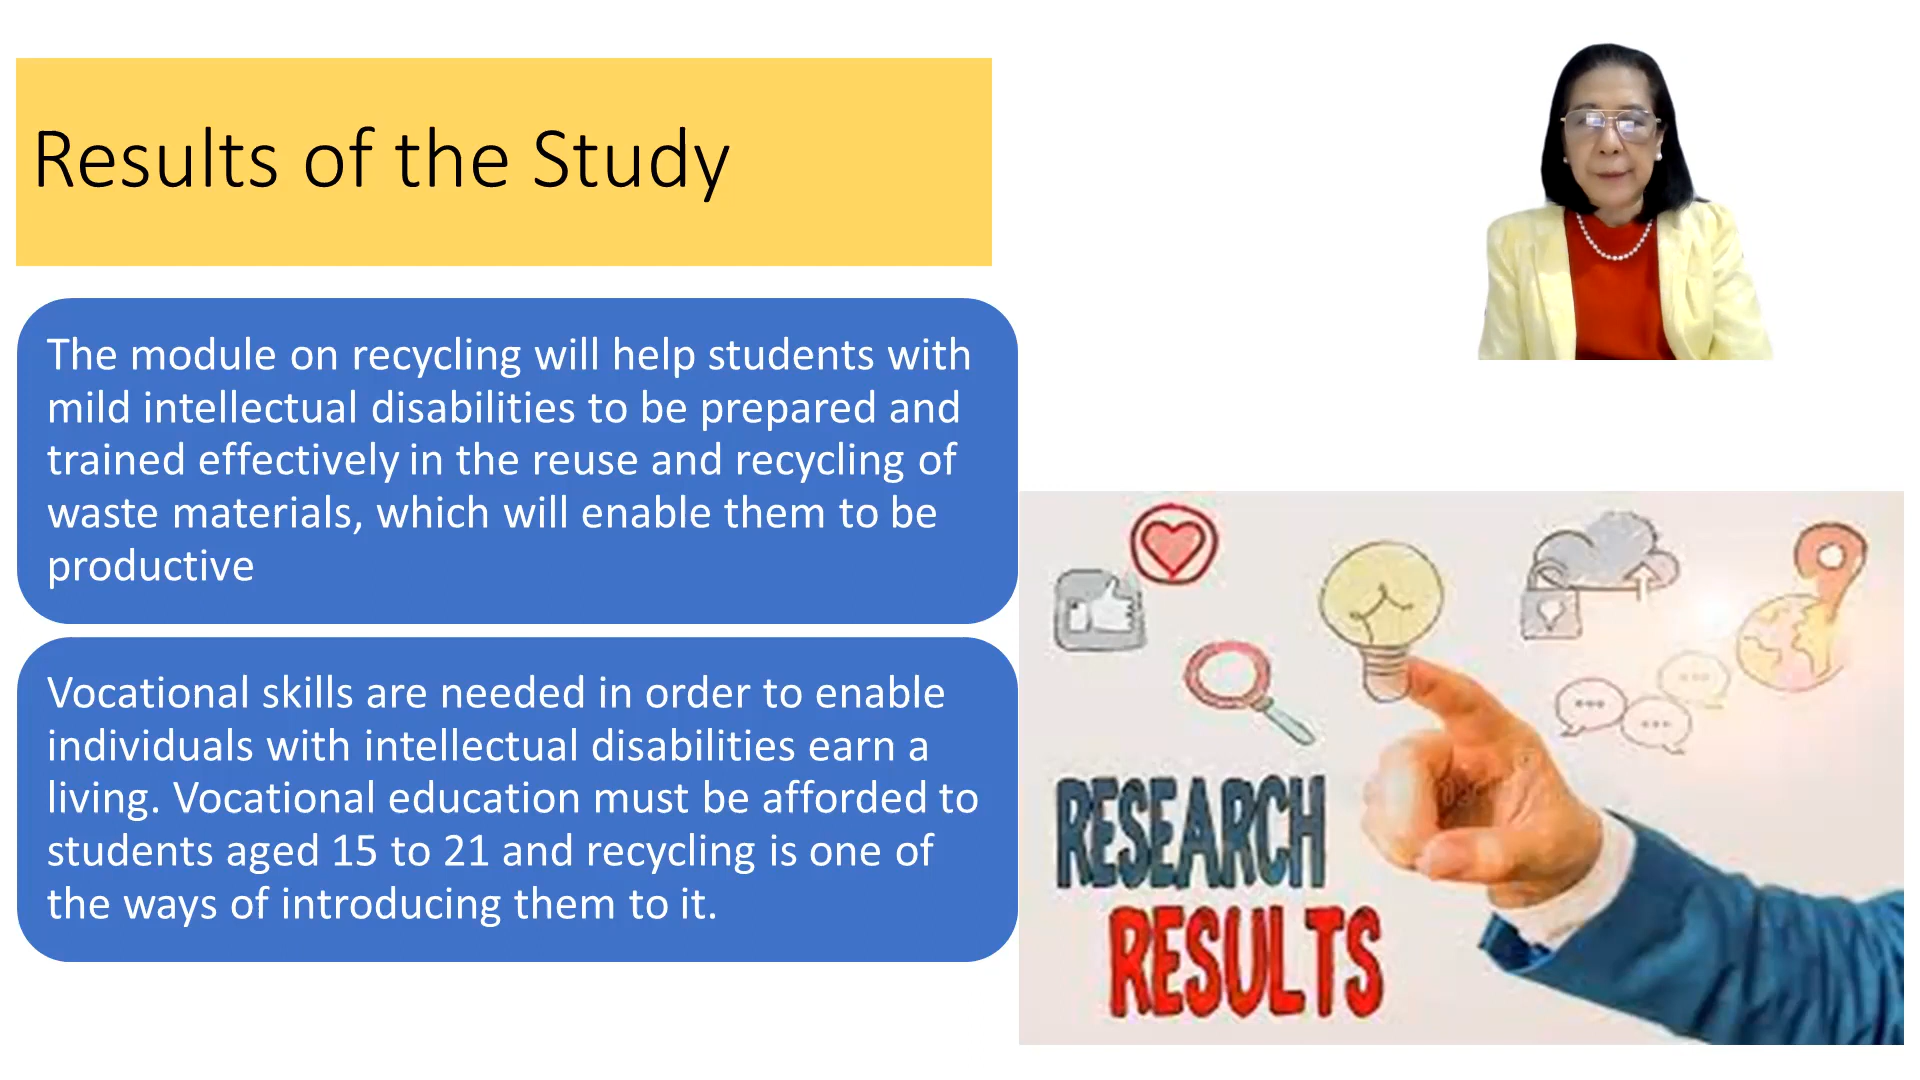 Results of the Study
The module on recycling will help students with
mild intellectual disabilities to be prepared and
trained effectively in the reuse and recycling of
waste materials, which will enable them to be
productive
Vocational skills are needed in order to enable
individuals with intellectual disabilities earn a
living. Vocational education must be afforded to
students aged 15 to 21 and recycling is one of
the ways of introducing them to it.
RESEARCH
RESULTS